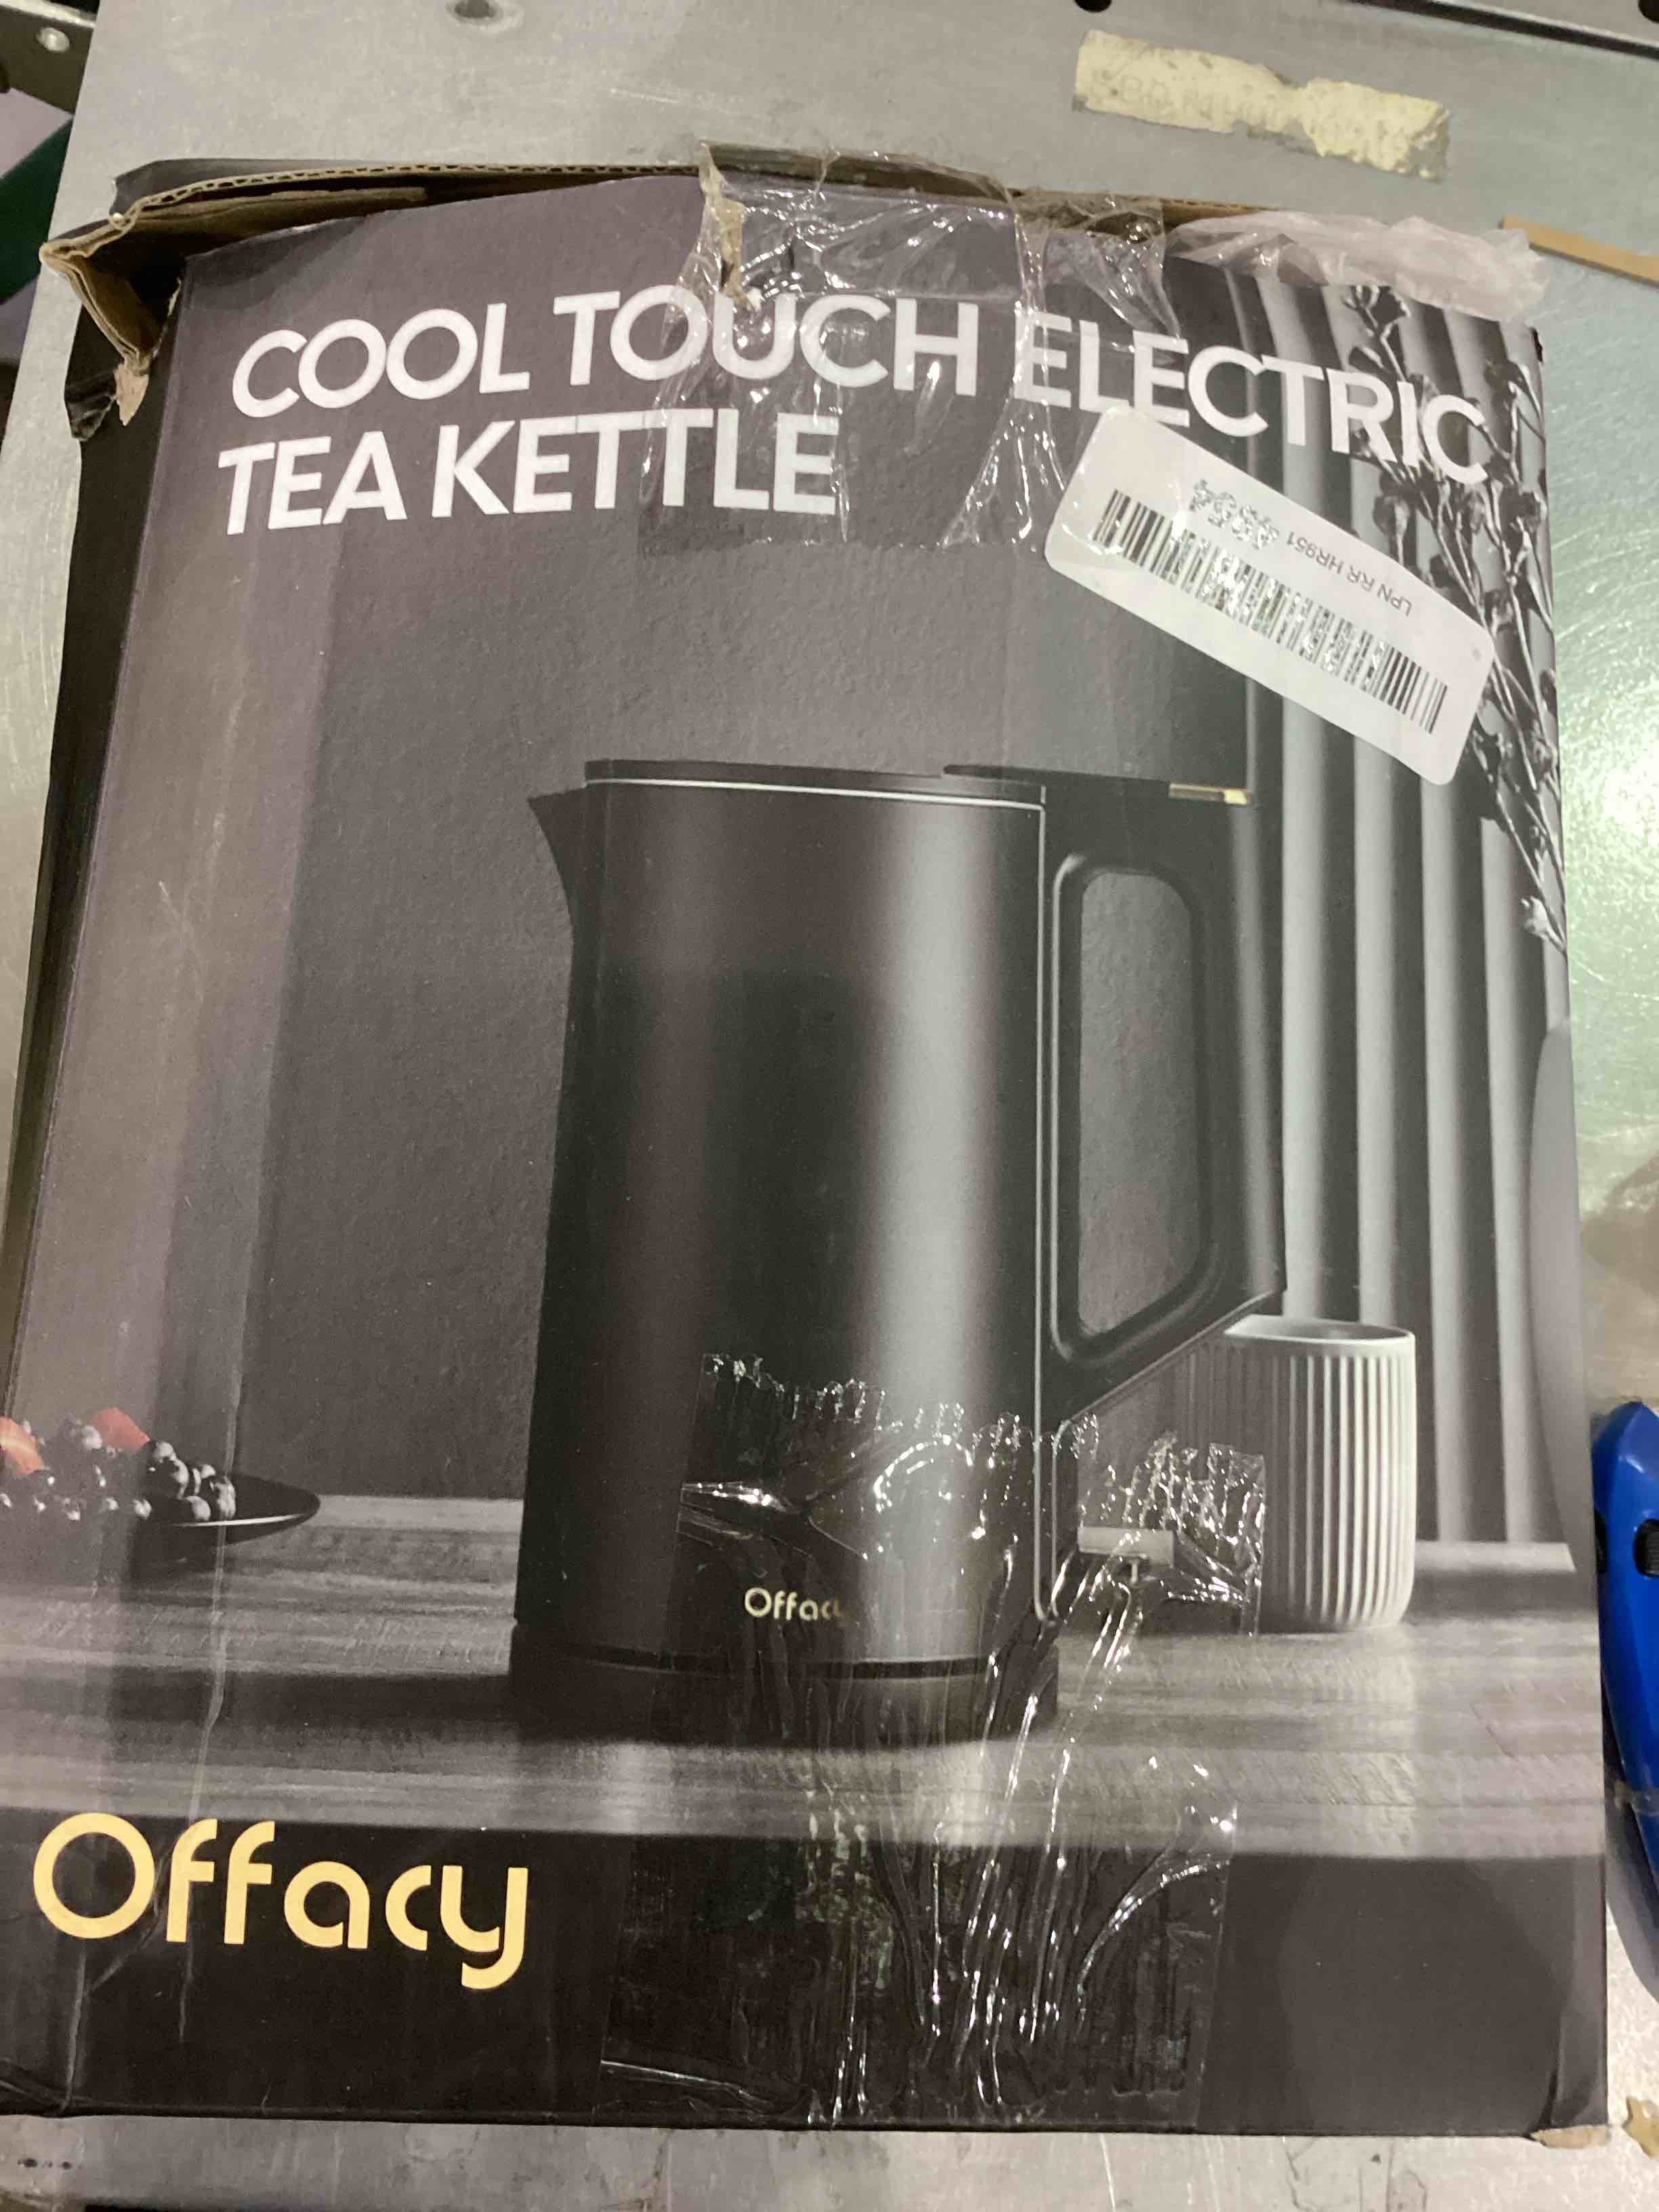 COOL TOUCH ELECTRIC
TEA KETTLE
LPN RR HR951
Offacy
Offacy